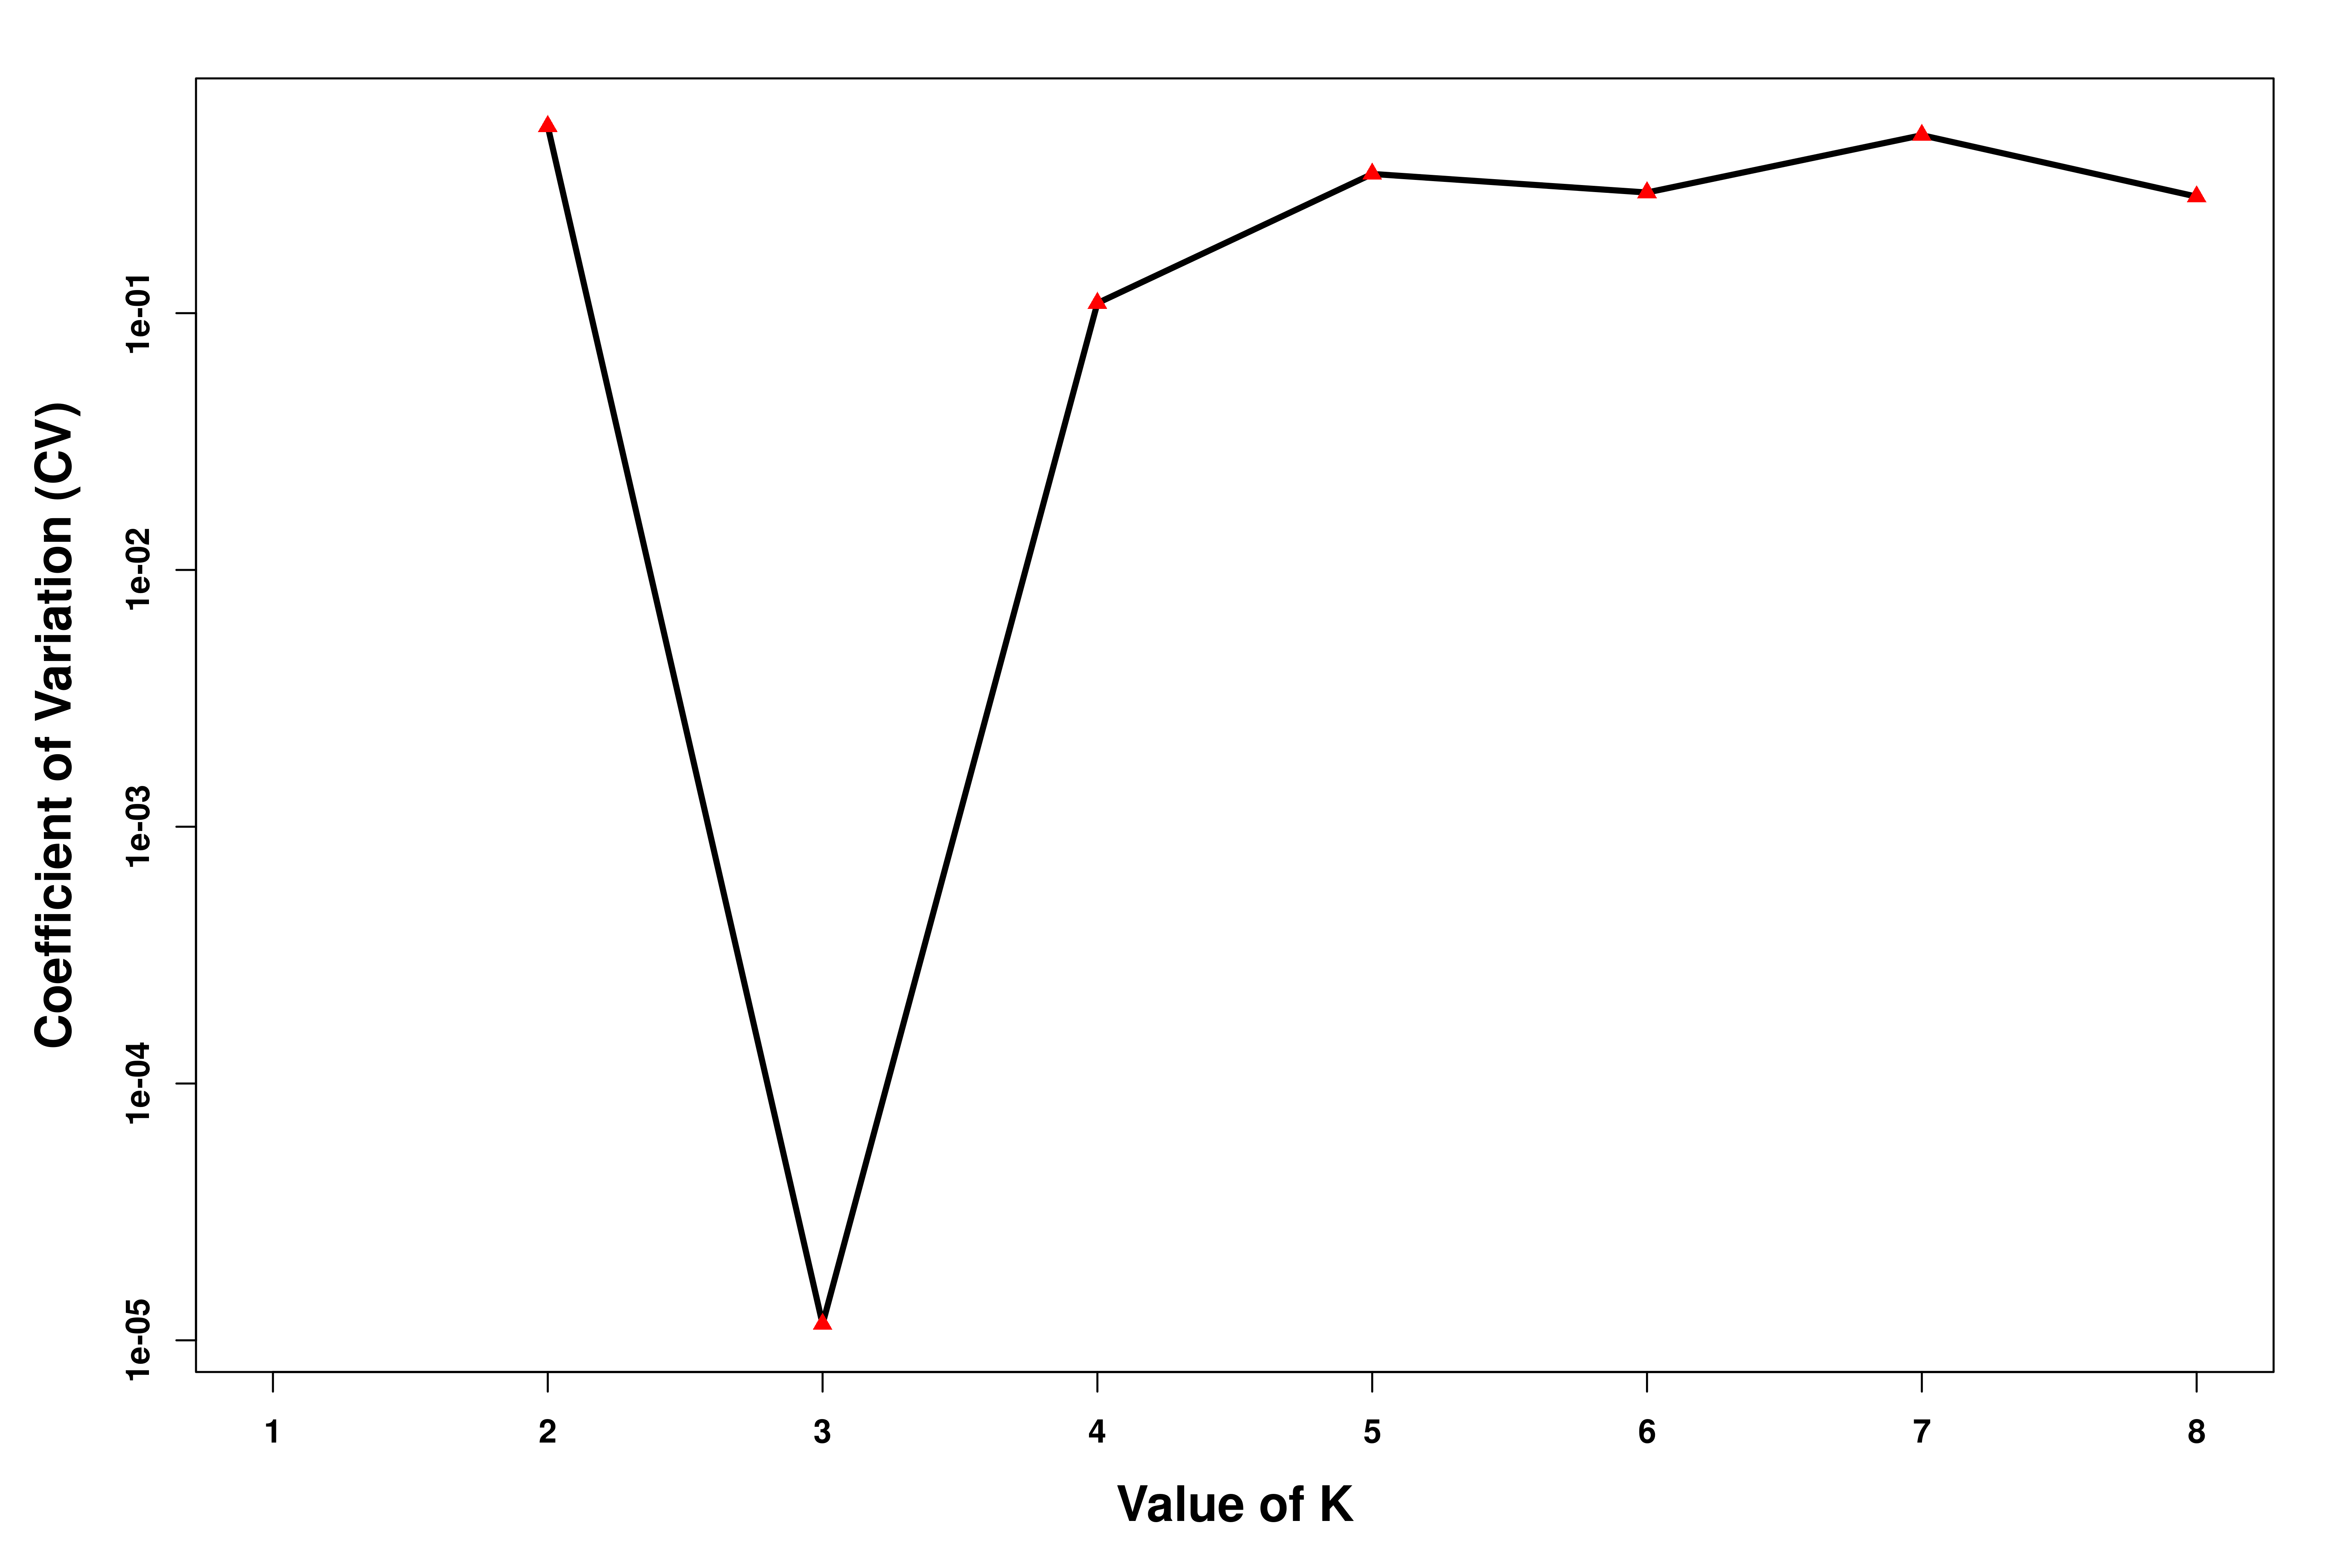 Coefficient of Variation (CV)
1e-01
1e-02
1e-03
1e-04
1e-05
1 2 3 4 5 6 7 8
Value of K